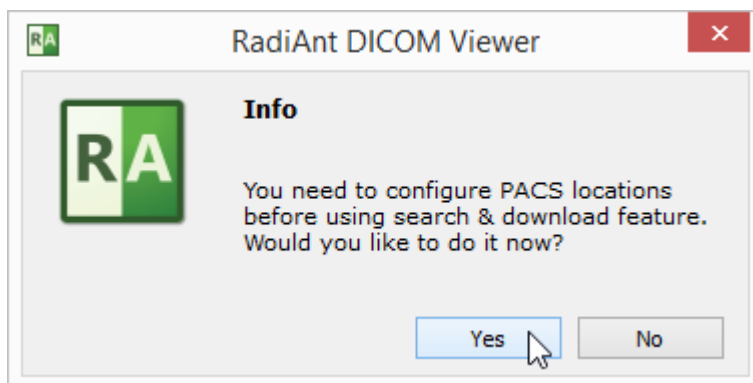 RA RadiAnt DICOM Viewer
RA
Info
You need to configure PACS locations
before using search & download feature.
Would you like to do it now?
Yes No